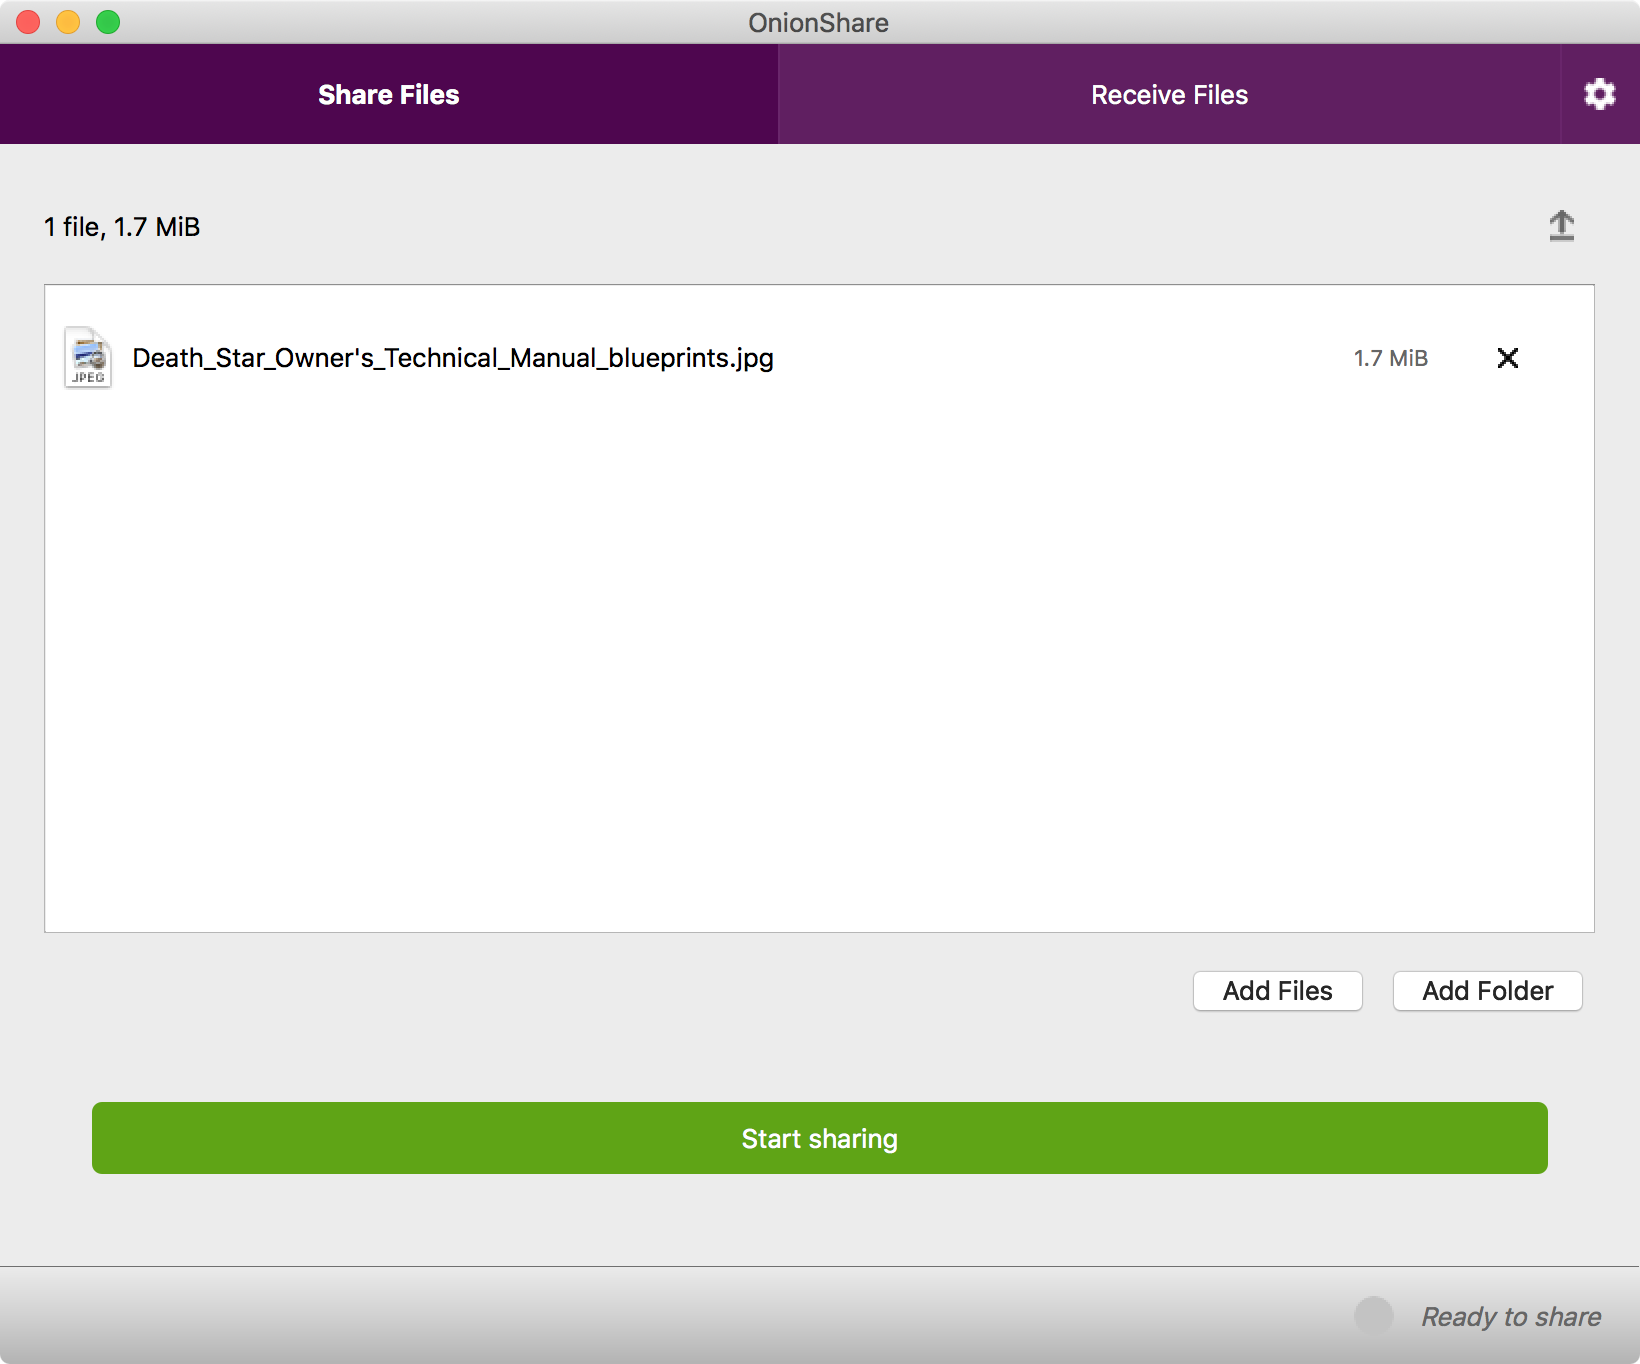 OnionShare
Share Files
Receive Files
1 file, 1.7 MiB
JPEG
Death_Star_Owner's_Technical_Manual_blueprints.jpg
1.7 MiB
Add Files
Add Folder
Start sharing
Ready to share